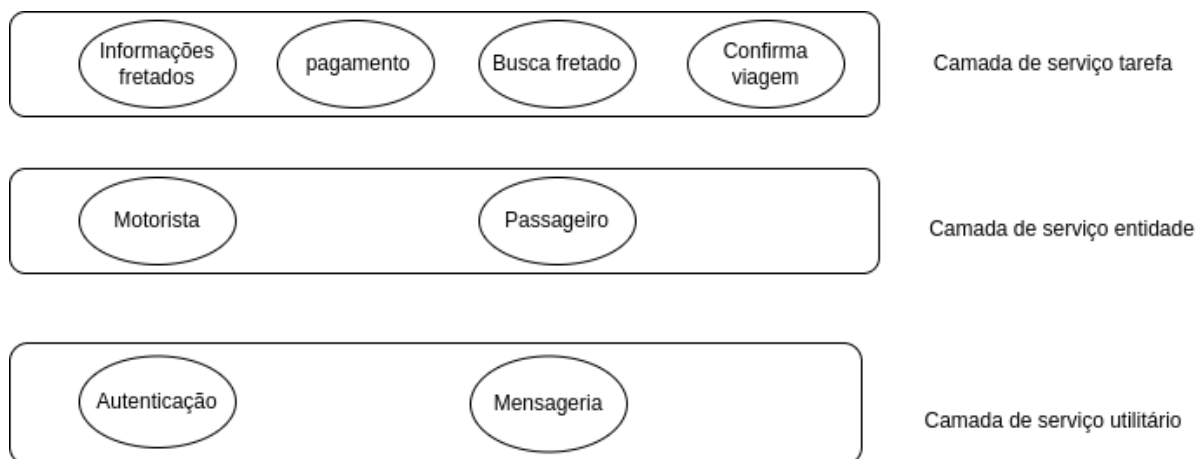 Informações
fretados
pagamento
Busca fretado
Confirma
viagem
Camada de serviço tarefa
Motorista
Passageiro
Camada de serviço entidade
Autenticação
Mensageria
Camada de serviço utilitário